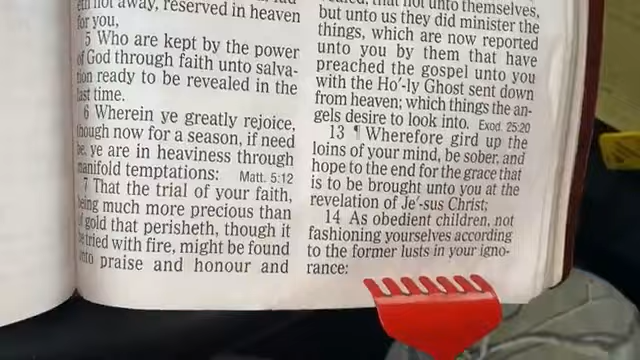 not away, reserved in heaven
for you,
5 Who are kept by the power
of God through faith unto salva-
tion ready to be revealed in the
last time.
6 Wherein ye greatly rejoice,
though now for a season, if need
be, ye are in heaviness through
manifold temptations: Matt. 5:12
7 That the trial of your faith,
being much more precious than
of gold that perisheth, though it
be tried with fire, might be found
unto praise and honour and
that not unto themselves,
but unto us they did minister the
things, which are now reported
unto you by them that have
preached the gospel unto you
with the Ho′-ly Ghost sent down
from heaven; which things the an-
gels desire to look into. Exod. 25:20
13 ¶ Wherefore gird up the
loins of your mind, be sober, and
hope to the end for the grace that
is to be brought unto you at the
revelation of Je′-sus Christ;
14 As obedient children, not
fashioning yourselves according
to the former lusts in your igno-
rance: